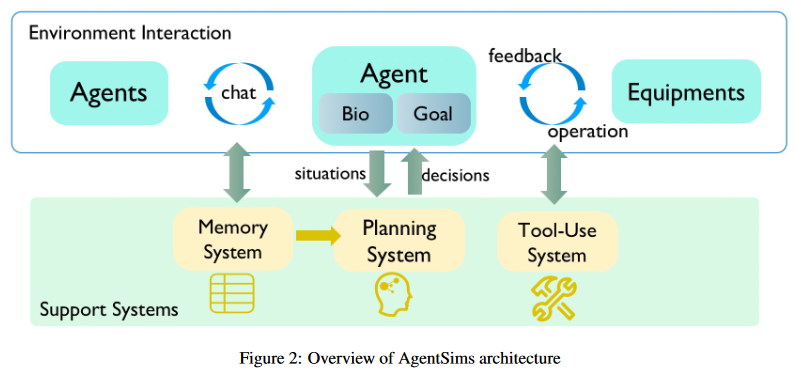 Environment Interaction
Agents
chat
Agent
Bio
Goal
feedback
operation
Equipments
situations
decisions
Memory
System
Planning
System
Tool-Use
System
Support Systems
Figure 2: Overview of AgentSims architecture